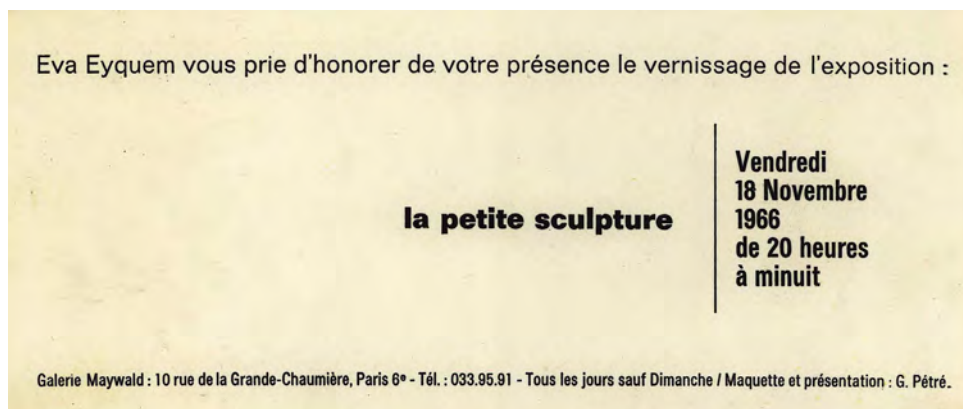 Eva Eyquem vous prie d'honorer de votre présence le vernissage de l'exposition :
la petite sculpture
Vendredi
18 Novembre
1966
de 20 heures
à minuit
Galerie Maywald : 10 rue de la Grande-Chaumière, Paris 6e - Tél. : 033.95.91 - Tous les jours sauf Dimanche / Maquette et présentation : G. Pétré.